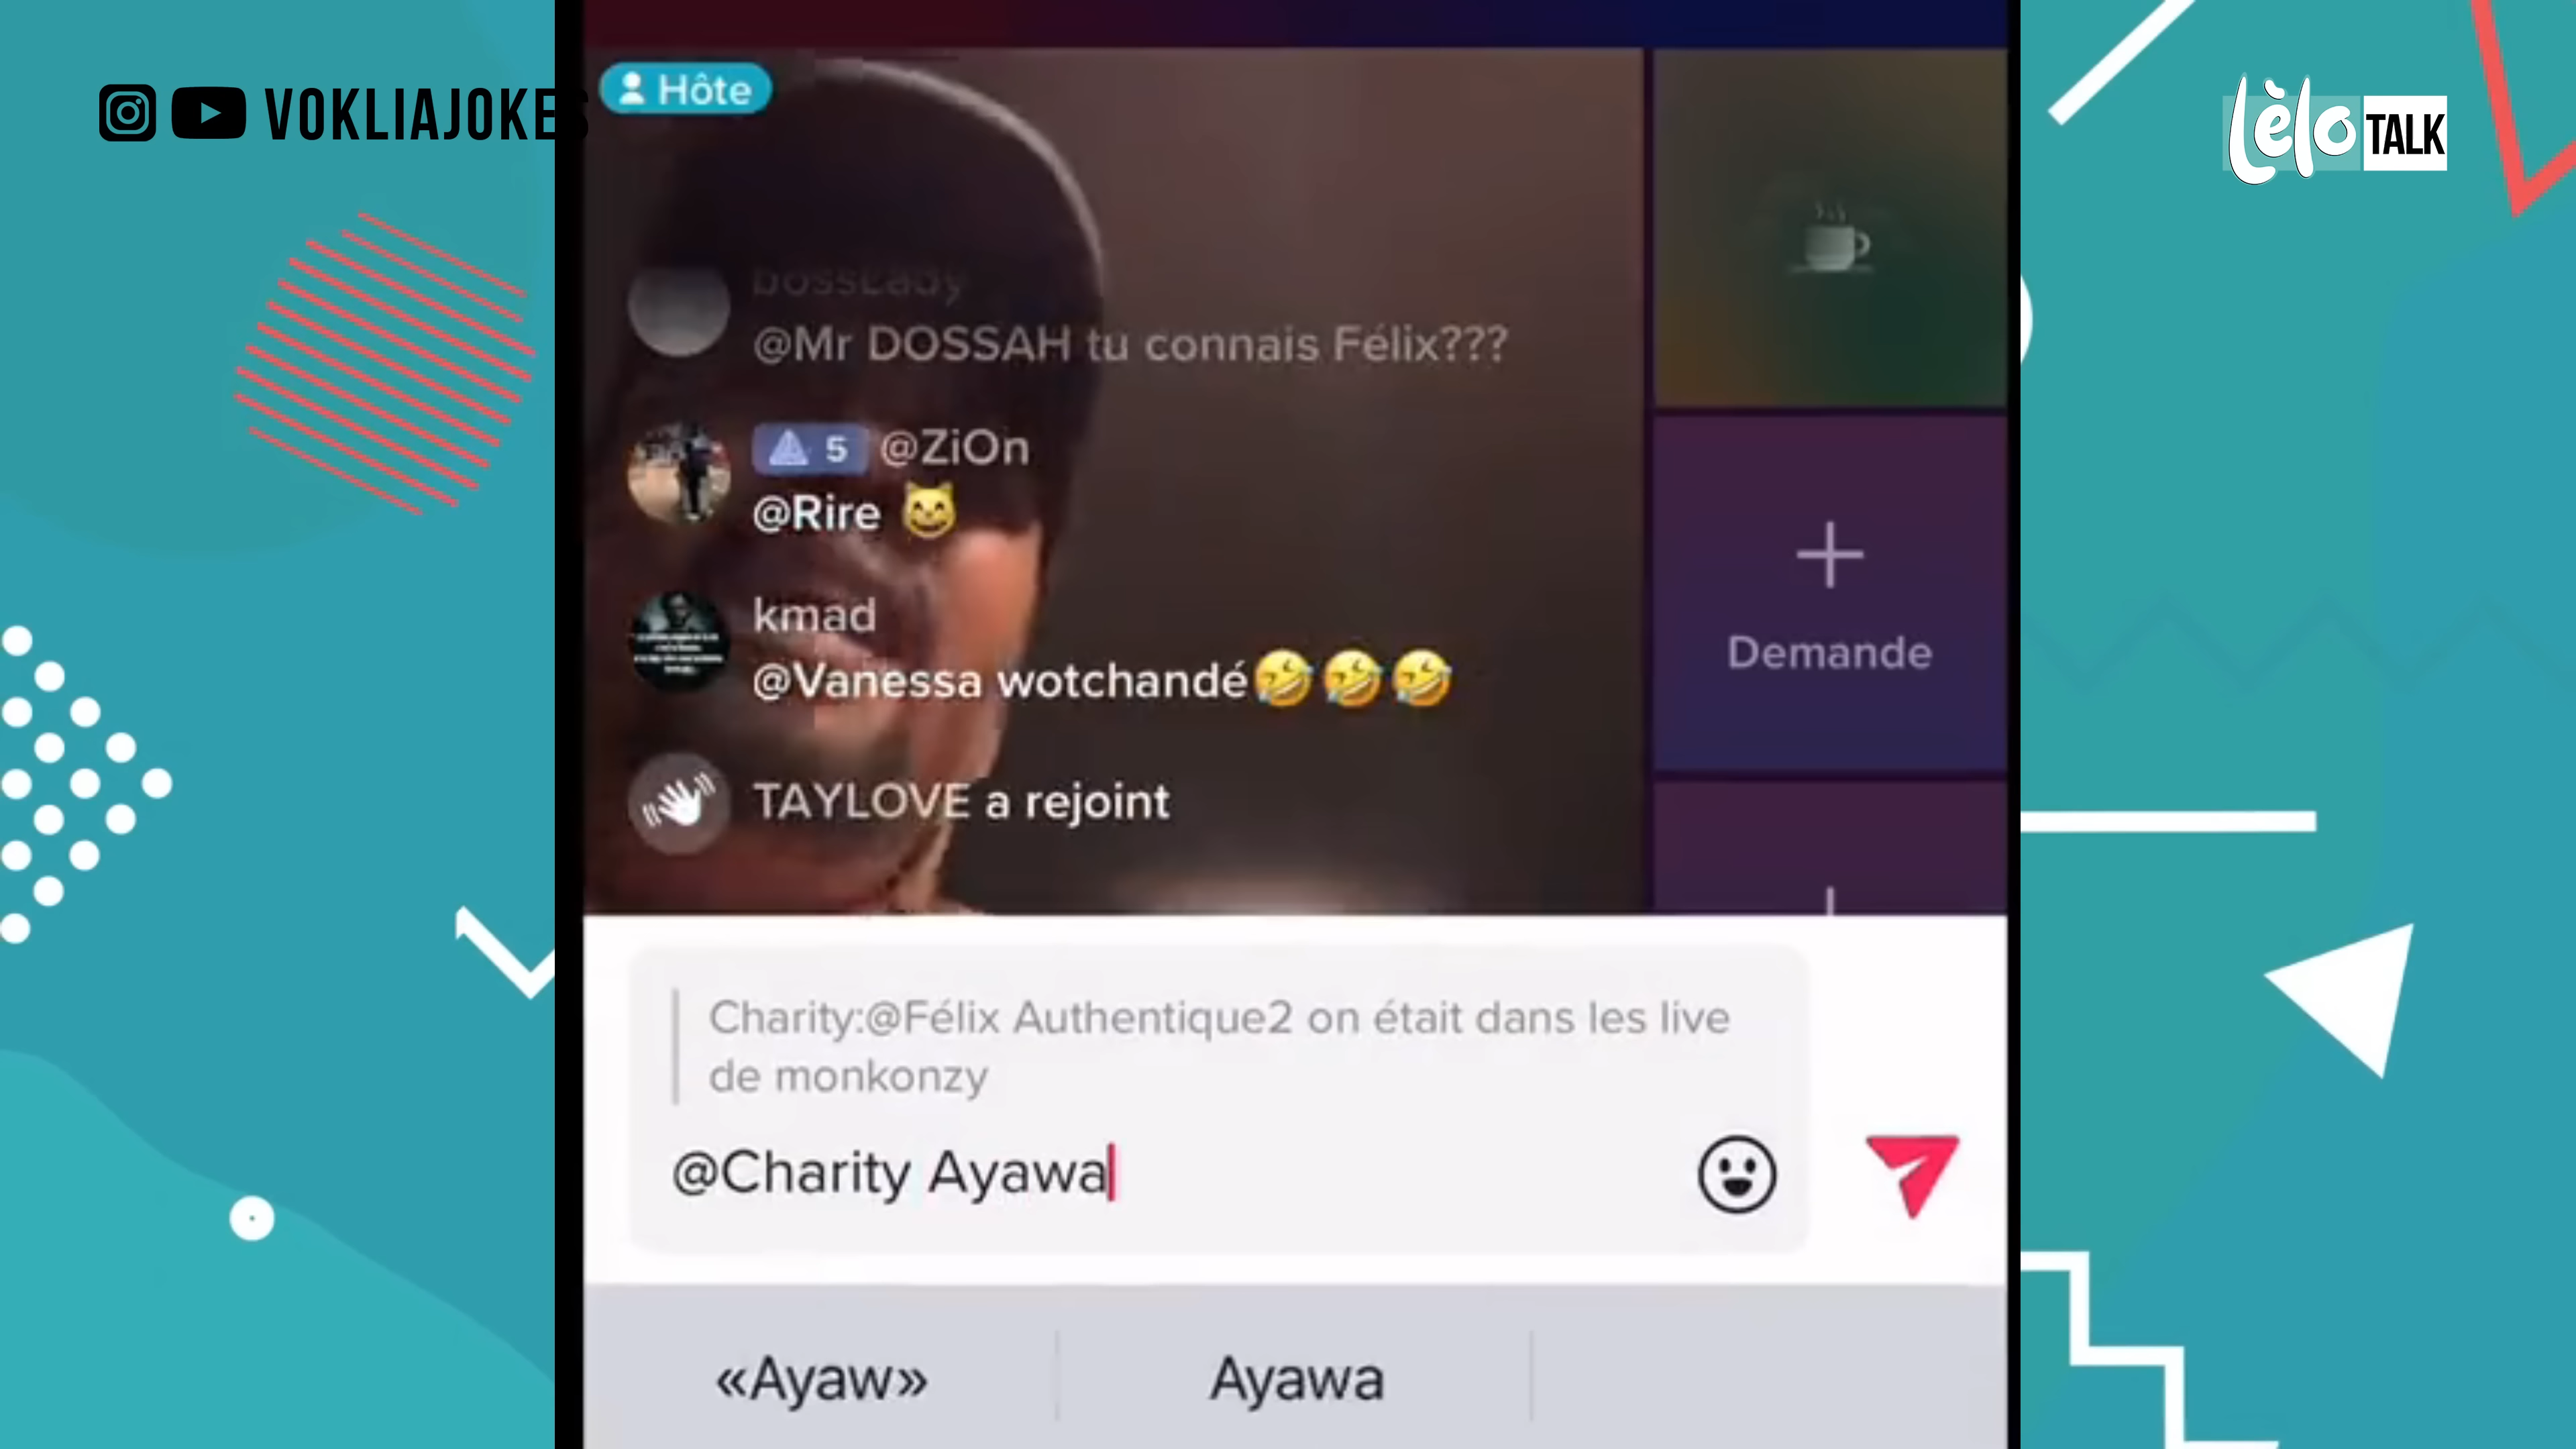 VOKLIAJOKES
Lèlo TALK
Hôte
bossLady
@Mr DOSSAH tu connais Félix???
5 @ZiOn
@Rire 😸
kmad
@Vanessa wotchandé🤣🤣🤣
TAYLOVE a rejoint
Demande
Charity:@Félix Authentique2 on était dans les live
de monkonzy
@Charity Ayawa
«Ayaw» Ayawa